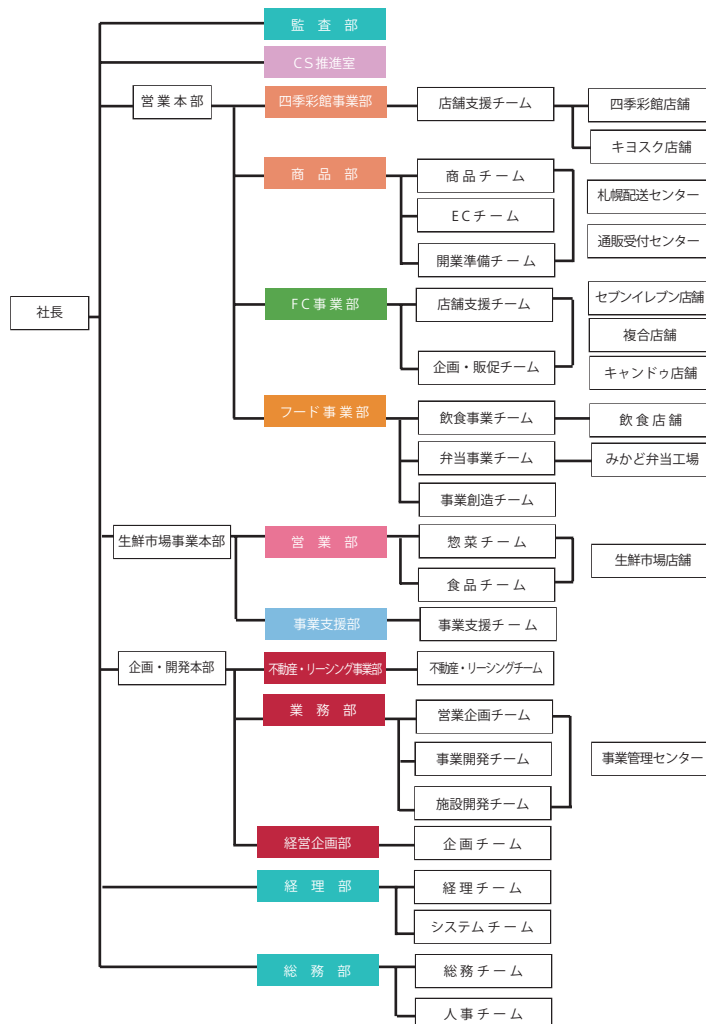 監査部
CS推進室
営業本部
四季彩館事業部
店舗支援チーム
四季彩館店舗
キヨスク店舗
商品部
商品チーム
ECチーム
開業準備チーム
札幌配送センター
通販受付センター
社長
FC事業部
店舗支援チーム
企画・販促チーム
セブンイレブン店舗
複合店舗
キャンドゥ店舗
フード事業部
飲食事業チーム
飲食店舗
弁当事業チーム
みかど弁当工場
事業創造チーム
生鮮市場事業本部
営業部
惣菜チーム
食品チーム
生鮮市場店舗
事業支援部
事業支援チーム
企画・開発本部
不動産・リーシング事業部
不動産・リーシングチーム
業務部
営業企画チーム
事業開発チーム
施設開発チーム
事業管理センター
経営企画部
企画チーム
経理部
経理チーム
システムチーム
総務部
総務チーム
人事チーム